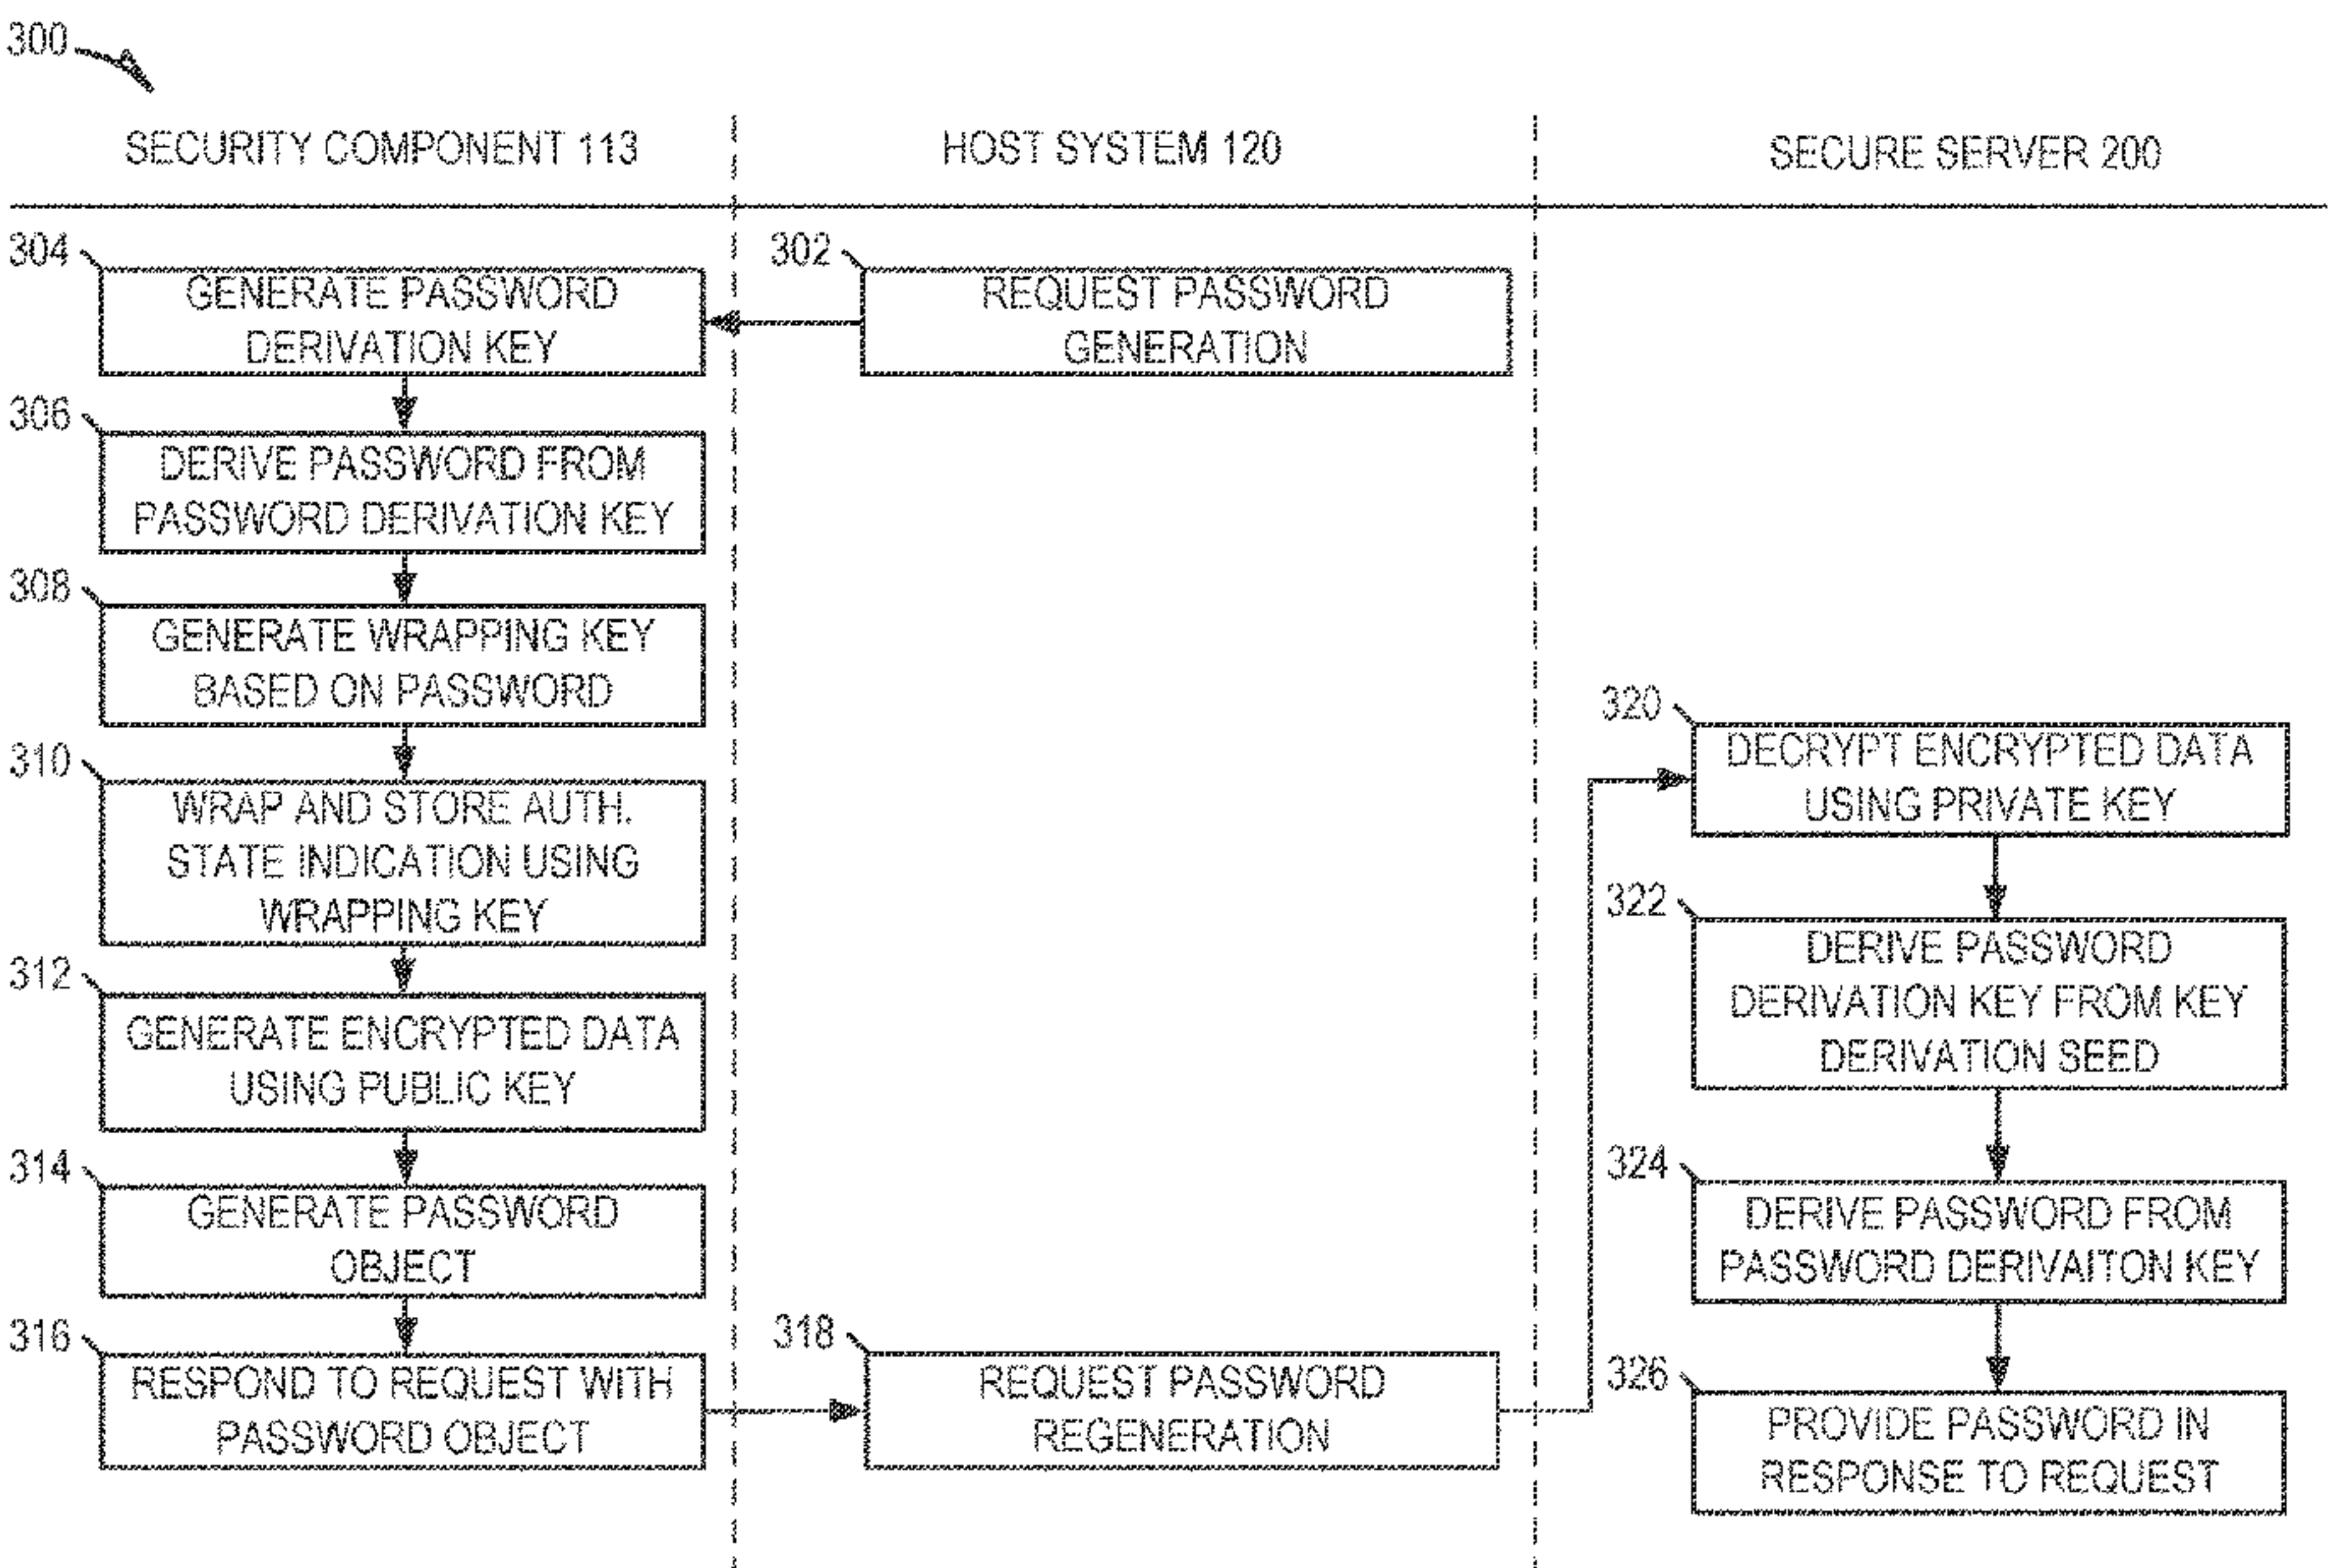 300
SECURITY COMPONENT 113
HOST SYSTEM 120
SECURE SERVER 200
304
GENERATE PASSWORD
DERIVATION KEY
302
REQUEST PASSWORD
GENERATION
306
DERIVE PASSWORD FROM
PASSWORD DERIVATION KEY
308
GENERATE WRAPPING KEY
BASED ON PASSWORD
310
WRAP AND STORE AUTH.
STATE INDICATION USING
WRAPPING KEY
312
GENERATE ENCRYPTED DATA
USING PUBLIC KEY
314
GENERATE PASSWORD
OBJECT
316
RESPOND TO REQUEST WITH
PASSWORD OBJECT
318
REQUEST PASSWORD
REGENERATION
320
DECRYPT ENCRYPTED DATA
USING PRIVATE KEY
322
DERIVE PASSWORD
DERIVATION KEY FROM KEY
DERIVATION SEED
324
DERIVE PASSWORD FROM
PASSWORD DERIVAITON KEY
326
PROVIDE PASSWORD IN
RESPONSE TO REQUEST